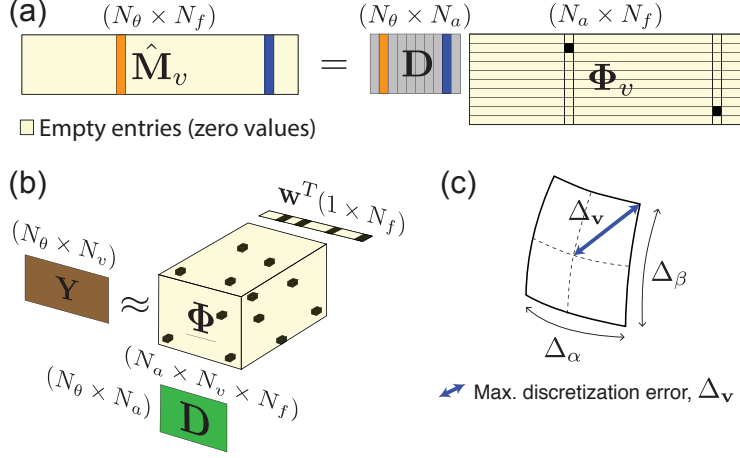 (a)
(N_θ × N_f)
(N_θ × N_a)
(N_a × N_f)
M̂_v = D Φ_v
Empty entries (zero values)
(b)
w^T(1 × N_f)
(N_θ × N_v)
Y ≈ Φ
(N_a × N_v × N_f)
(N_θ × N_a)
D
(c)
Δ_v
Δ_β
Δ_α
Max. discretization error, Δ_v